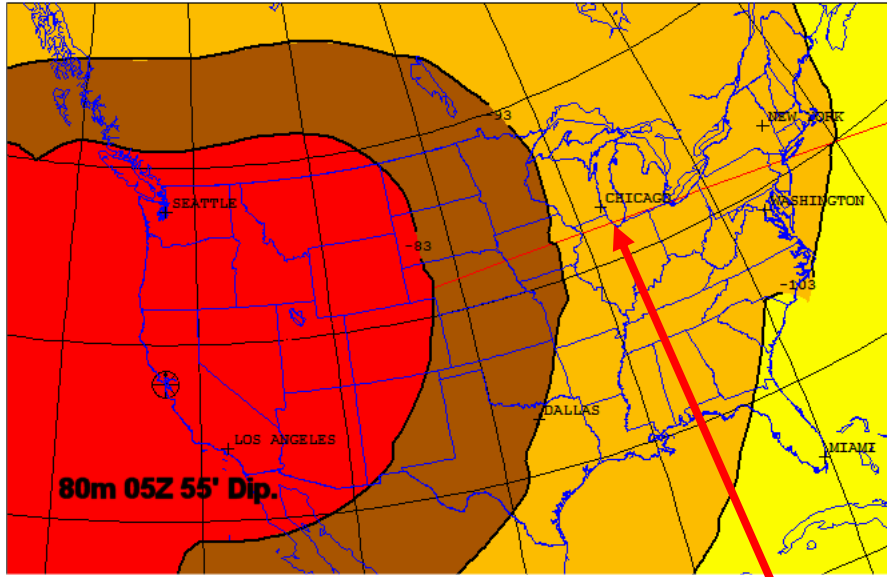 -93
NEW YORK
SEATTLE
CHICAGO
WASHINGTON
-83
-103
DALLAS
LOS ANGELES
MIAMI
80m 05Z 55' Dip.